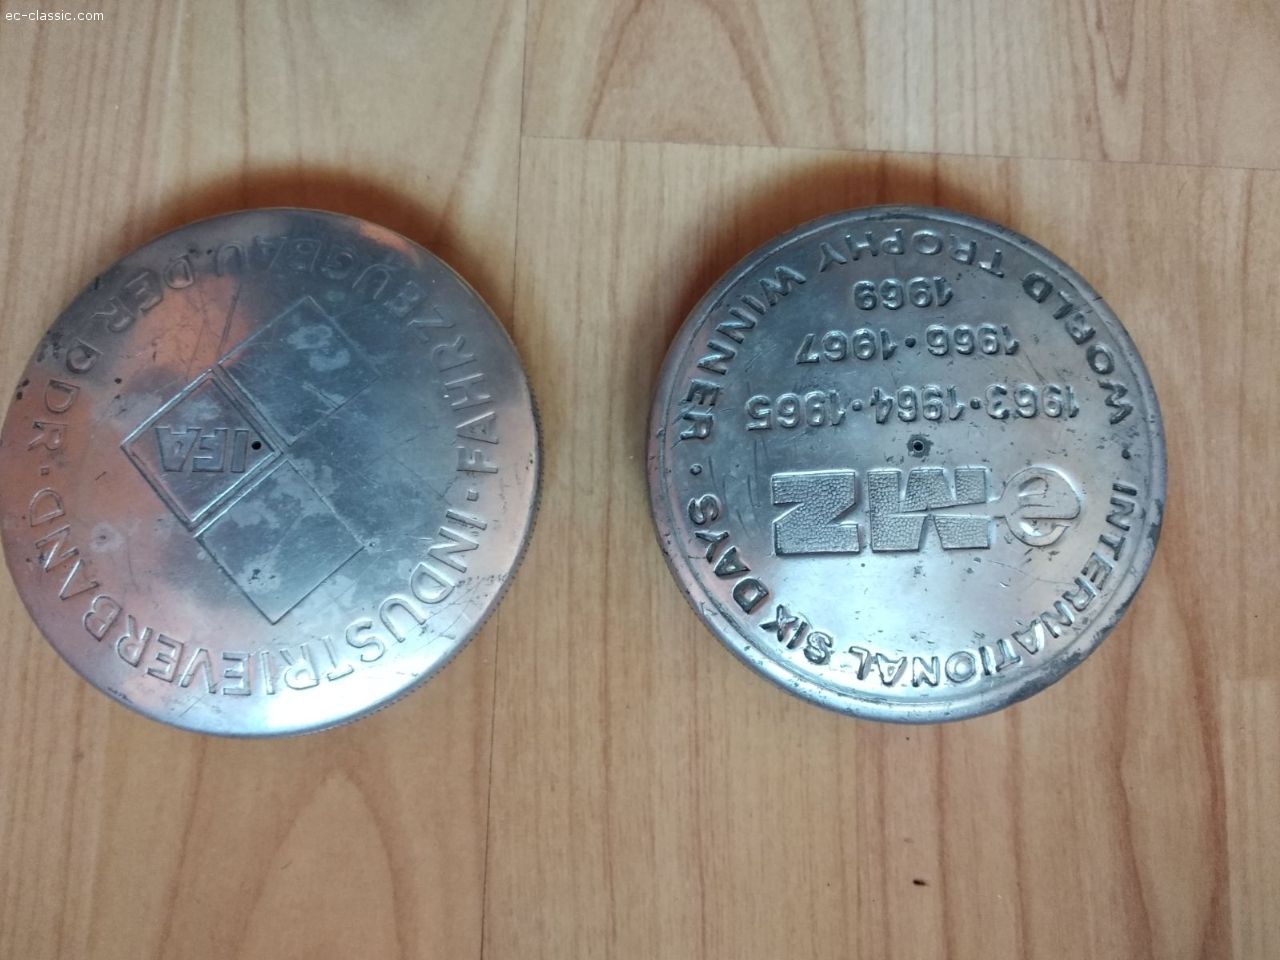 ec-classic.com
INDUSTRIEVERBAND · FAHRZEUGBAU DER DDR ·
IFA
INTERNATIONAL SIX DAYS · WORLD TROPHY WINNER ·
e MZ
1963 · 1964 · 1965
1966 · 1967
1969